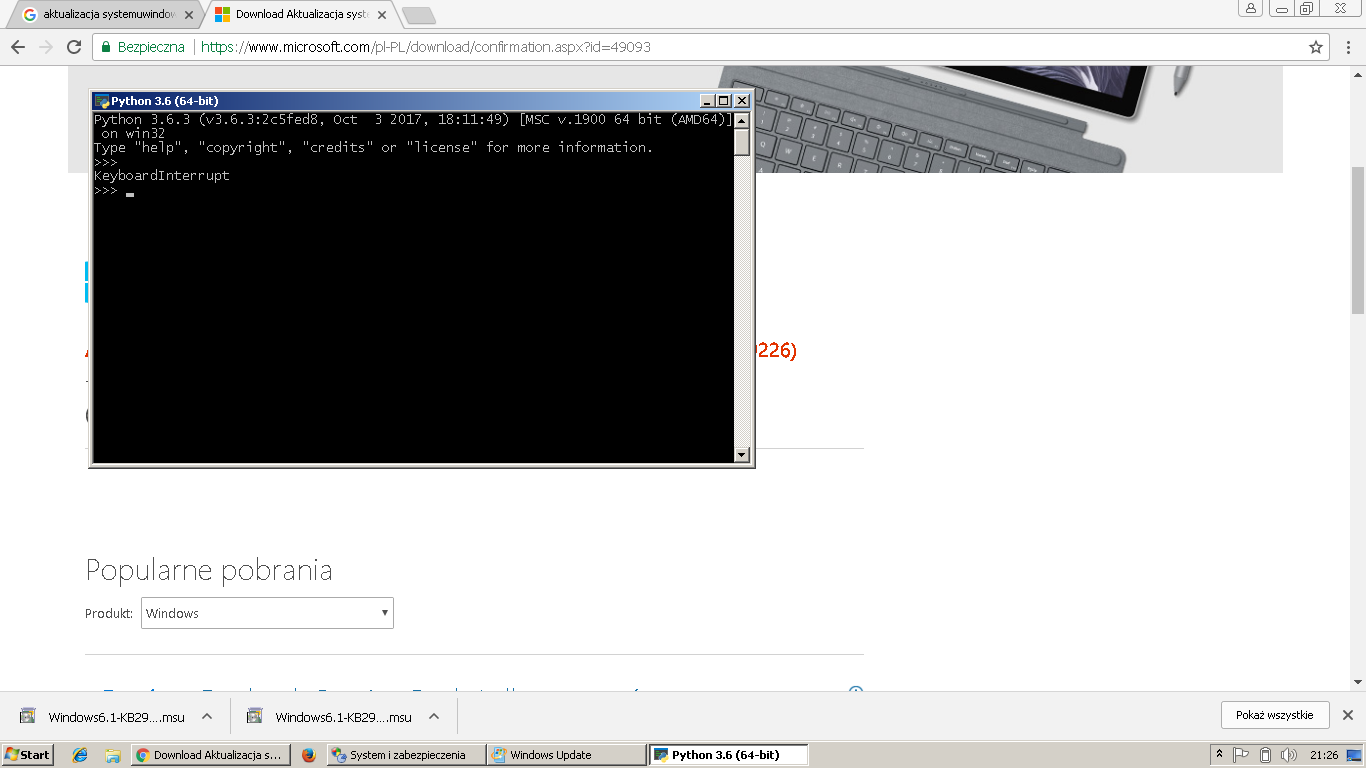 aktualizacja systemuwindow
Download Aktualizacja syst
Bezpieczna
https://www.microsoft.com/pl-PL/download/confirmation.aspx?id=49093
Python 3.6 (64-bit)
Python 3.6.3 (v3.6.3:2c5fed8, Oct  3 2017, 18:11:49) [MSC v.1900 64 bit (AMD64)]
on win32
Type "help", "copyright", "credits" or "license" for more information.
>>>
KeyboardInterrupt
>>>
226)
Popularne pobrania
Produkt:
Windows
Windows6.1-KB29....msu
Windows6.1-KB29....msu
Pokaż wszystkie
Start
Download Aktualizacja s...
System i zabezpieczenia
Windows Update
Python 3.6 (64-bit)
21:26